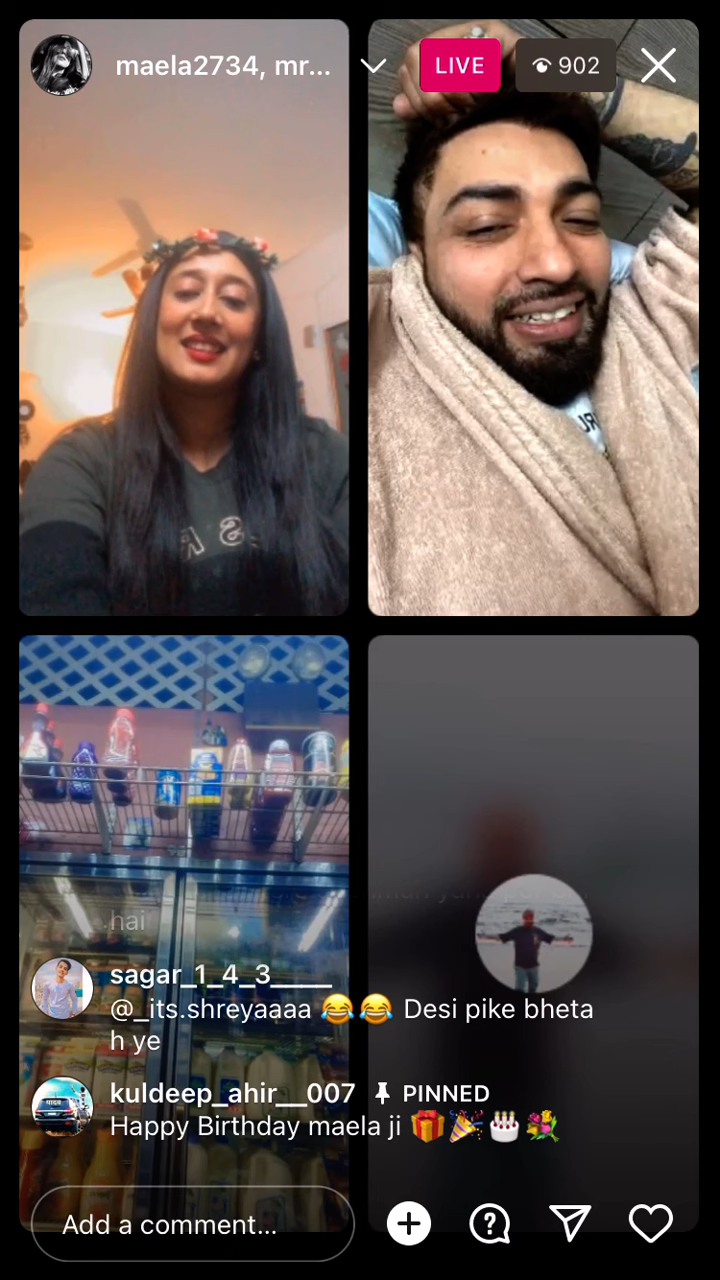 maela2734, mr...
LIVE
902
hai
sagar_1_4_3_____
@_its.shreyaaaa 😂😂 Desi pike bheta
h ye
kuldeep_ahir__007 PINNED
Happy Birthday maela ji 🎁🎉🎂💐
Add a comment...